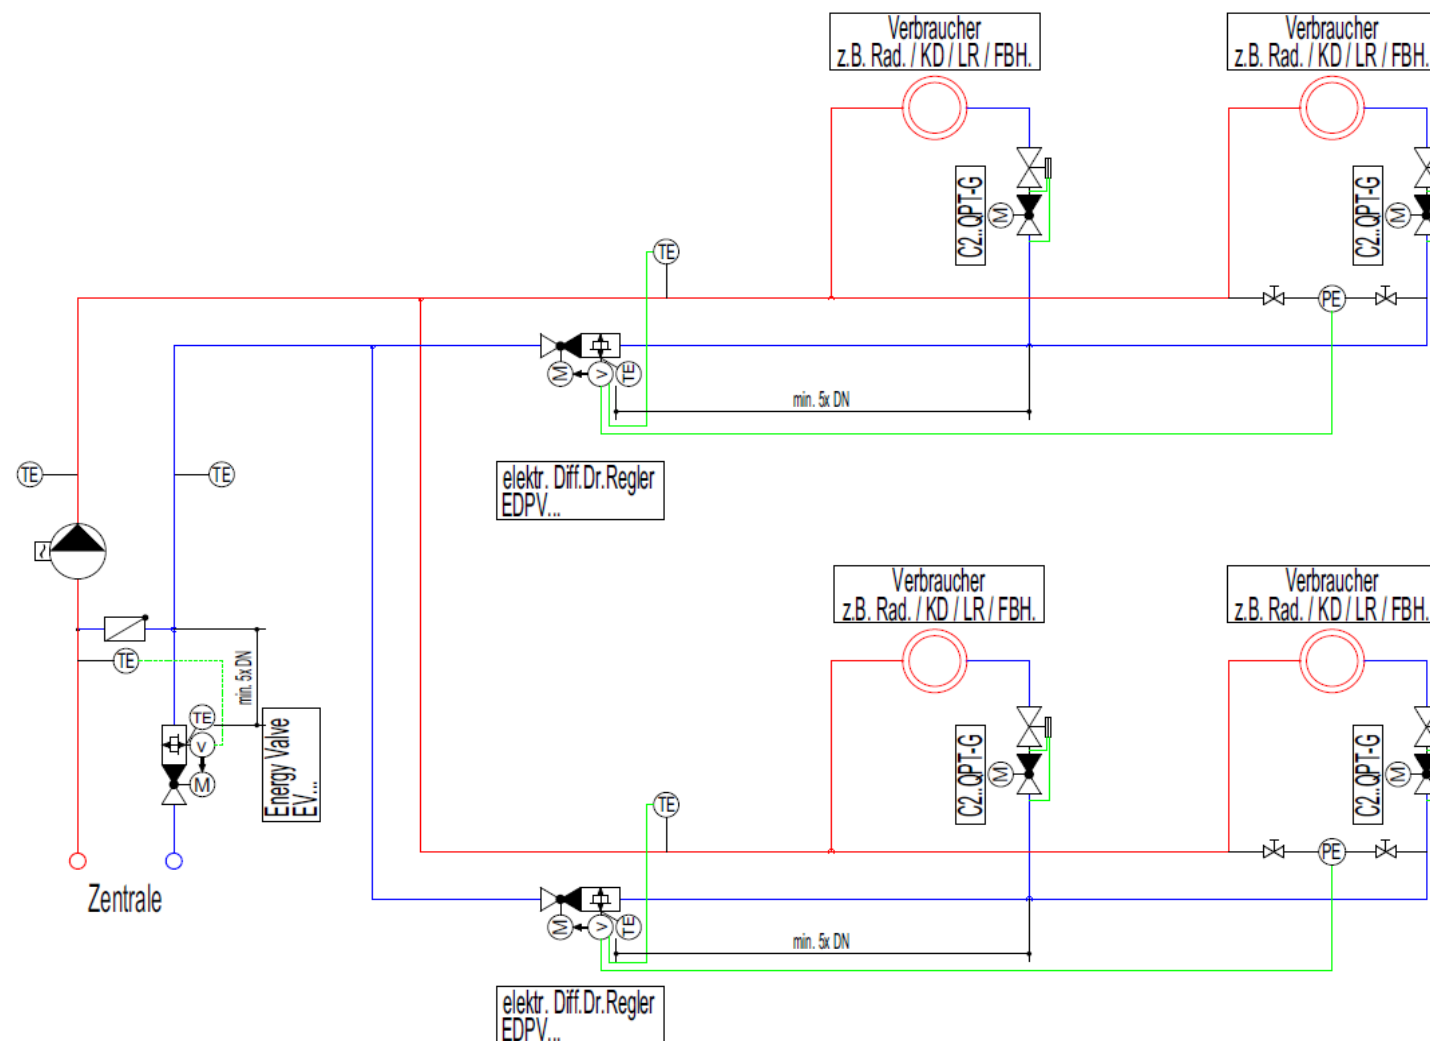 Verbraucher
z.B. Rad. / KD / LR / FBH.
Verbraucher
z.B. Rad. / KD / LR / FBH.
C2..QPT-G
M
C2..QPT-G
M
TE
PE
M
V
TE
min. 5x DN
elektr. Diff.Dr.Regler
EDPV...
TE
TE
Verbraucher
z.B. Rad. / KD / LR / FBH.
Verbraucher
z.B. Rad. / KD / LR / FBH.
TE
min. 5x DN
TE
V
M
Energy Valve
EV...
C2..QPT-G
M
C2..QPT-G
M
TE
PE
Zentrale
M
V
TE
min. 5x DN
elektr. Diff.Dr.Regler
EDPV...